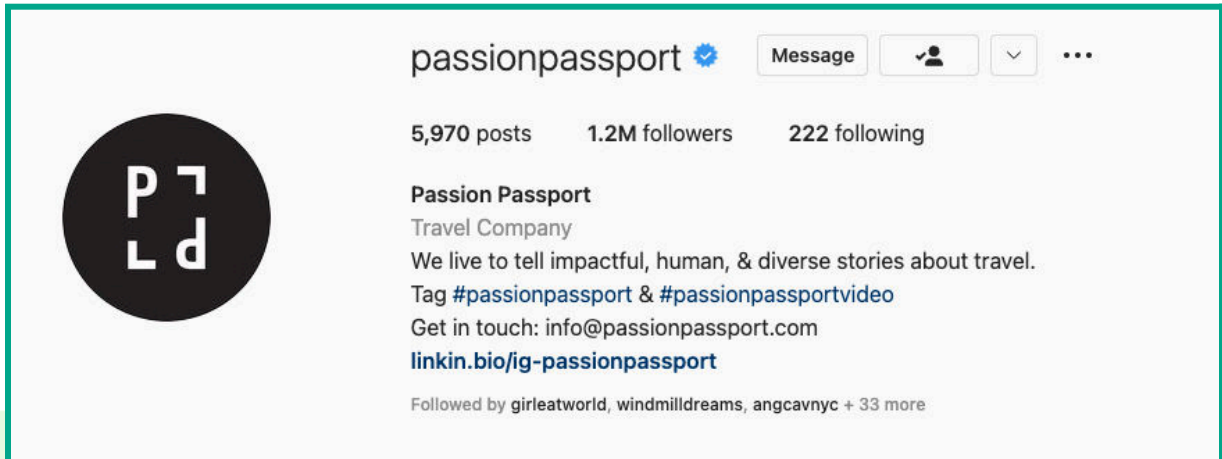 passionpassport Message
5,970 posts 1.2M followers 222 following
P
d
Passion Passport
Travel Company
We live to tell impactful, human, & diverse stories about travel.
Tag #passionpassport & #passionpassportvideo
Get in touch: info@passionpassport.com
linkin.bio/ig-passionpassport
Followed by girleatworld, windmilldreams, angcavnyc + 33 more